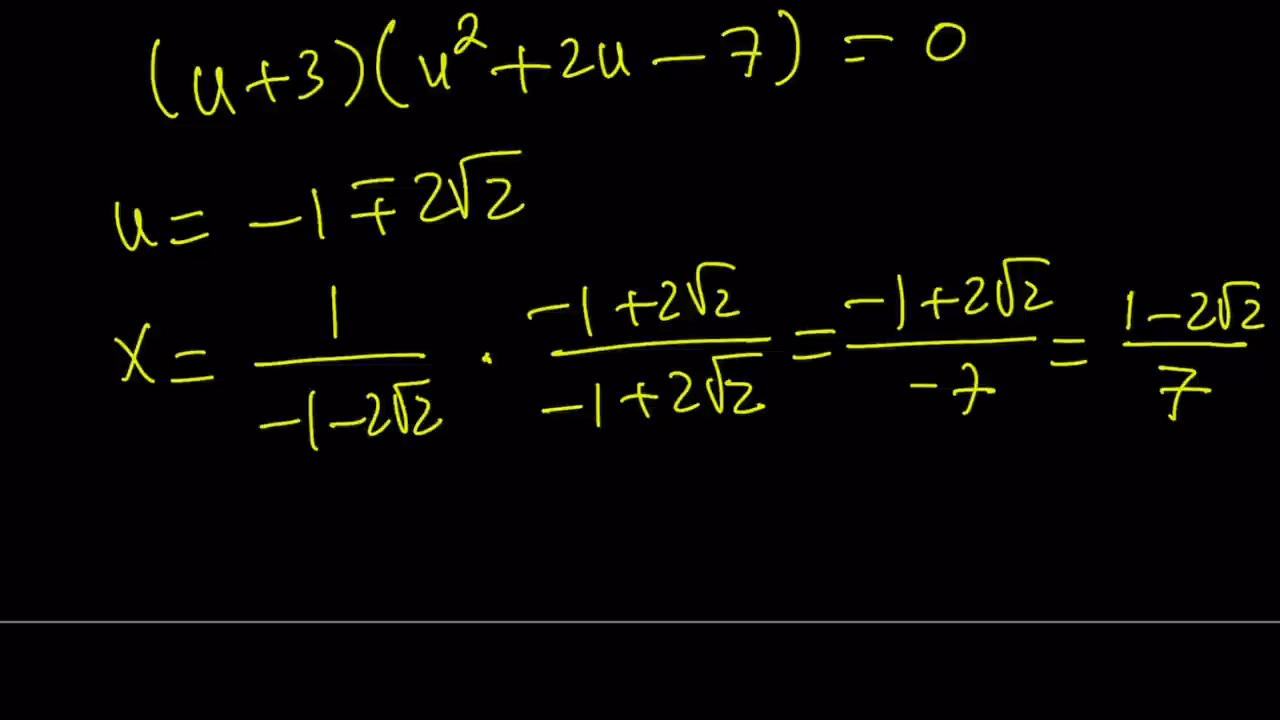 (u+3)(u²+2u−7) = 0
u = −1 ∓ 2√2
x = 1/(−1−2√2) · (−1+2√2)/(−1+2√2) = (−1+2√2)/(−7) = (1−2√2)/7